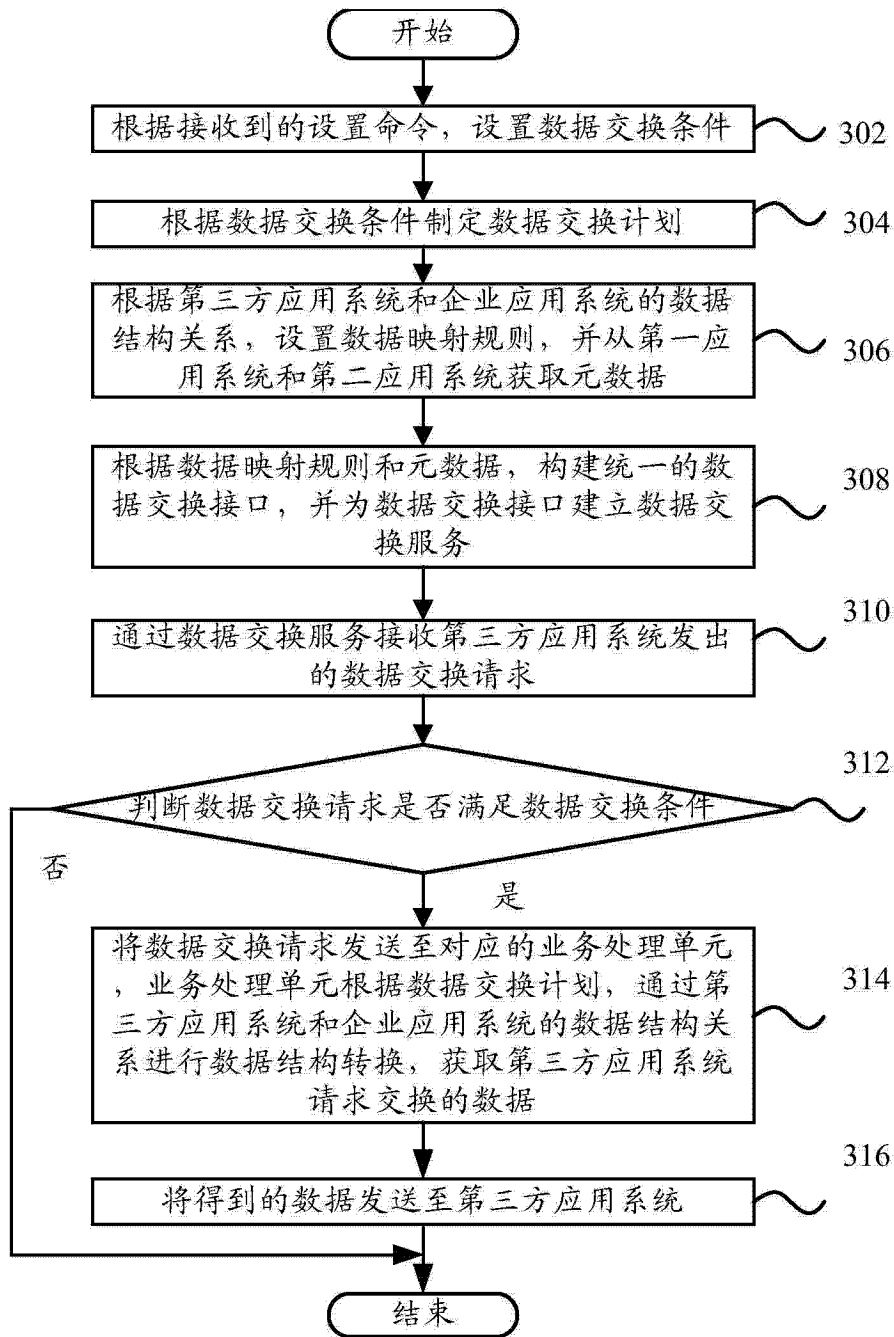 开始
根据接收到的设置命令，设置数据交换条件
302
根据数据交换条件制定数据交换计划
304
根据第三方应用系统和企业应用系统的数据
结构关系，设置数据映射规则，并从第一应
用系统和第二应用系统获取元数据
306
根据数据映射规则和元数据，构建统一的数
据交换接口，并为数据交换接口建立数据交
换服务
308
通过数据交换服务接收第三方应用系统发出
的数据交换请求
310
判断数据交换请求是否满足数据交换条件
312
否
是
将数据交换请求发送至对应的业务处理单元
，业务处理单元根据数据交换计划，通过第
三方应用系统和企业应用系统的数据结构关
系进行数据结构转换，获取第三方应用系统
请求交换的数据
314
将得到的数据发送至第三方应用系统
316
结束